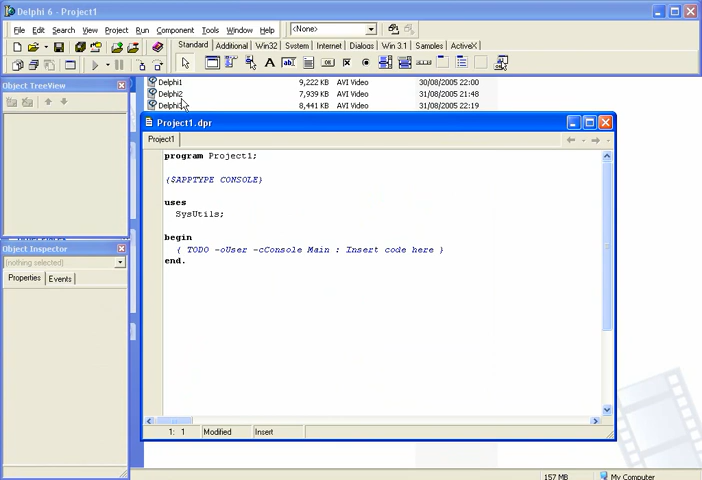 Delphi 6 - Project1
File Edit Search View Project Run Component Tools Window Help
<None>
Standard Additional Win32 System Internet Dialogs Win 3.1 Samples ActiveX
Object TreeView
Delphi1 9,222 KB AVI Video 30/08/2005 22:00
Delphi2 7,939 KB AVI Video 31/08/2005 21:48
Delphi3 8,441 KB AVI Video 31/08/2005 22:19
Project1.dpr
Project1
program Project1;
{$APPTYPE CONSOLE}
uses
SysUtils;
begin
{ TODO -oUser -cConsole Main : Insert code here }
end.
Object Inspector
(nothing selected)
Properties Events
1: 1 Modified Insert
157 MB My Computer